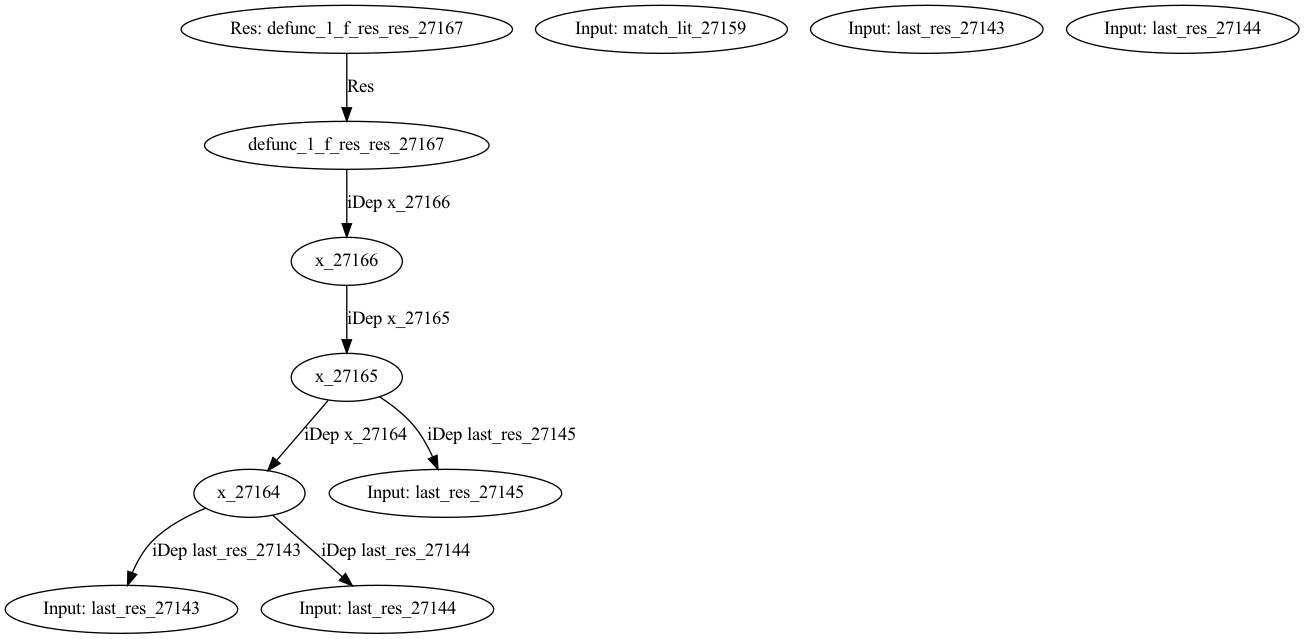 Res: defunc_1_f_res_res_27167
Input: match_lit_27159
Input: last_res_27143
Input: last_res_27144
Res
defunc_1_f_res_res_27167
iDep x_27166
x_27166
iDep x_27165
x_27165
iDep x_27164
iDep last_res_27145
x_27164
Input: last_res_27145
iDep last_res_27143
iDep last_res_27144
Input: last_res_27143
Input: last_res_27144